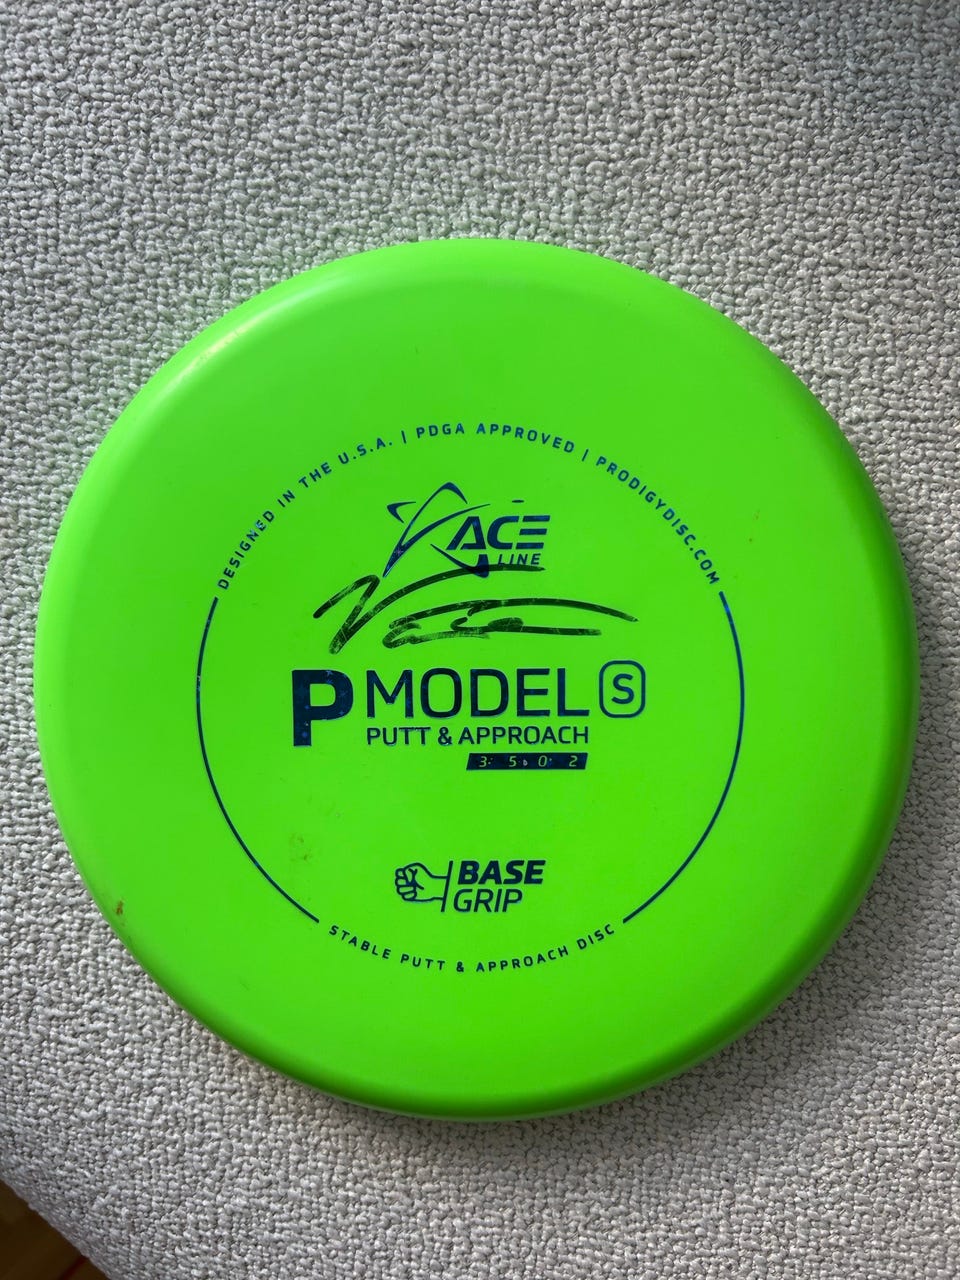 DESIGNED IN THE U.S.A. | PDGA APPROVED | PRODIGYDISC.COM
ACE
LINE
P MODEL S
PUTT & APPROACH
3 5 0 2
BASE
GRIP
STABLE PUTT & APPROACH DISC